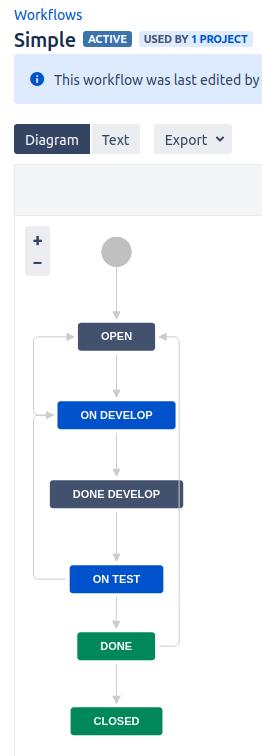 Workflows
Simple ACTIVE USED BY 1 PROJECT
This workflow was last edited by
Diagram Text Export
+
−
OPEN
ON DEVELOP
DONE DEVELOP
ON TEST
DONE
CLOSED